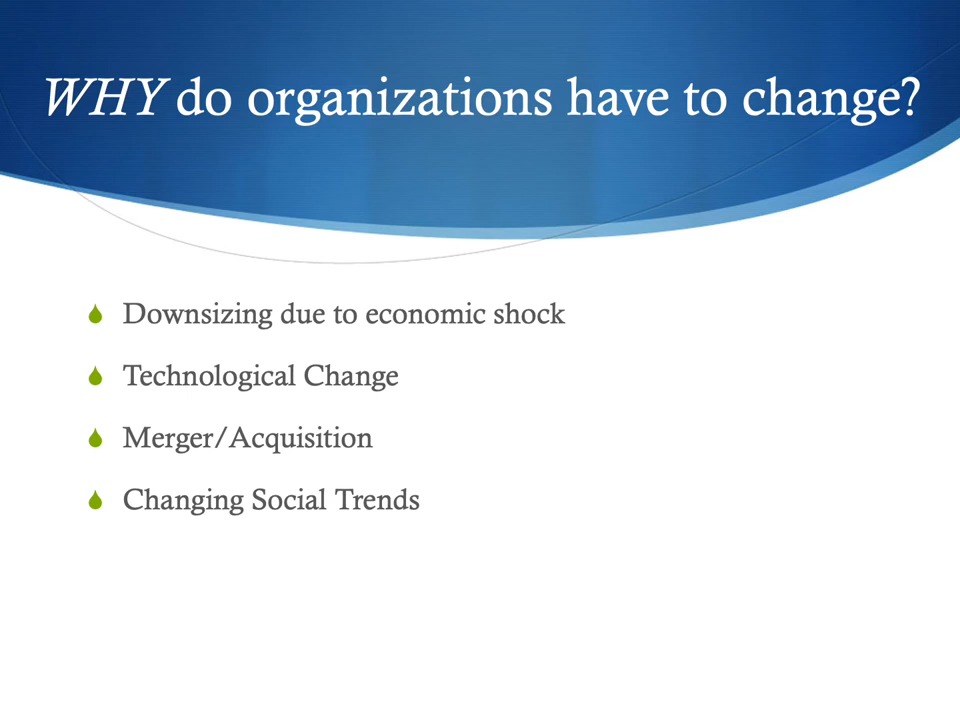 WHY do organizations have to change?
Downsizing due to economic shock
Technological Change
Merger/Acquisition
Changing Social Trends